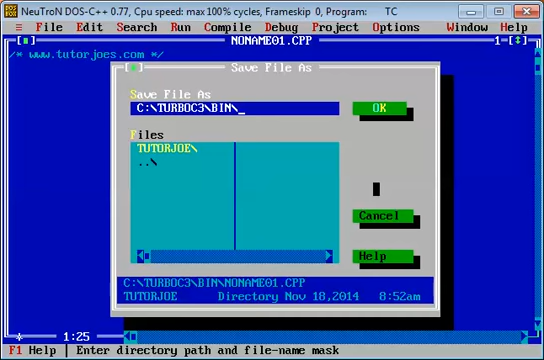 NeuTroN DOS-C++ 0.77, Cpu speed: max 100% cycles, Frameskip 0, Program: TC
≡ File Edit Search Run Compile Debug Project Options Window Help
NONAME01.CPP 1
/* www.tutorjoes.com */
Save File As
Save File As
C:\TURBOC3\BIN\_
OK
Files
TUTORJOE\
..\
Cancel
Help
C:\TURBOC3\BIN\NONAME01.CPP
TUTORJOE Directory Nov 18,2014 8:52am
1:25
F1 Help | Enter directory path and file-name mask